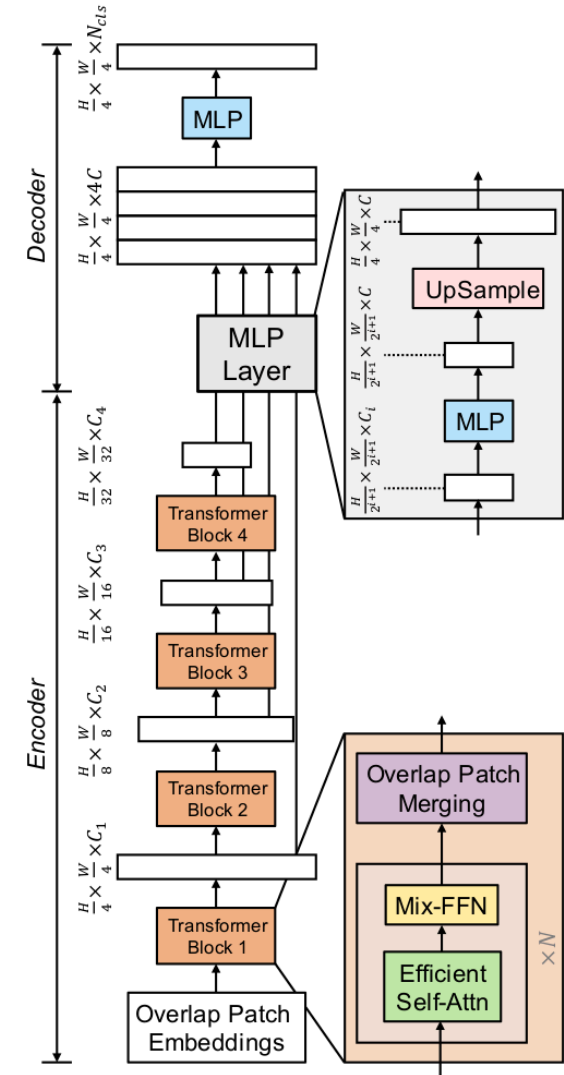 H/4 × W/4 × N_cls
MLP
H/4 × W/4 × 4C
Decoder
MLP
Layer
H/32 × W/32 × C_4
Transformer
Block 4
H/16 × W/16 × C_3
Transformer
Block 3
H/8 × W/8 × C_2
Transformer
Block 2
H/4 × W/4 × C_1
Transformer
Block 1
Overlap Patch
Embeddings
Encoder
H/4 × W/4 × C
UpSample
H/2^{i+1} × W/2^{i+1} × C
MLP
H/2^{i+1} × W/2^{i+1} × C_i
Overlap Patch
Merging
Mix-FFN
Efficient
Self-Attn
×N